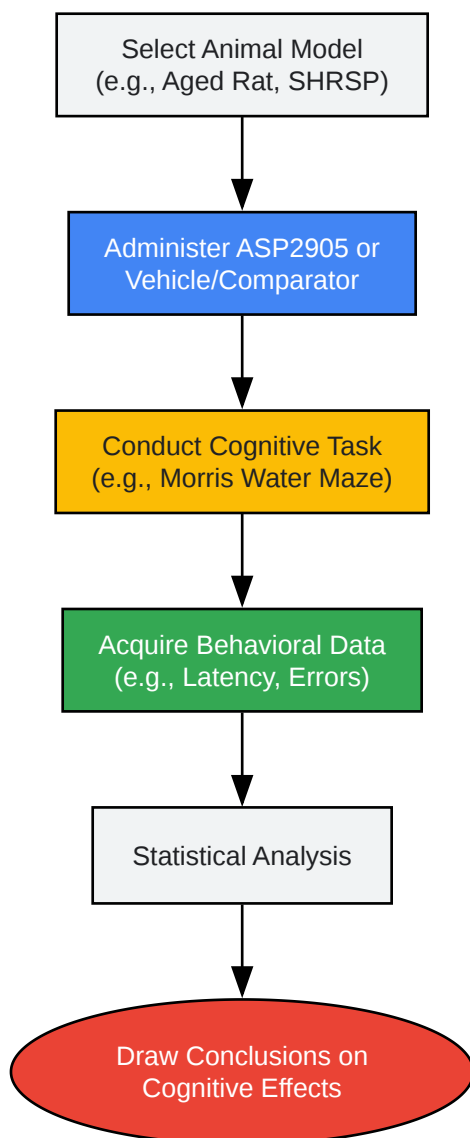 Select Animal Model
(e.g., Aged Rat, SHRSP)
Administer ASP2905 or
Vehicle/Comparator
Conduct Cognitive Task
(e.g., Morris Water Maze)
Acquire Behavioral Data
(e.g., Latency, Errors)
Statistical Analysis
Draw Conclusions on
Cognitive Effects